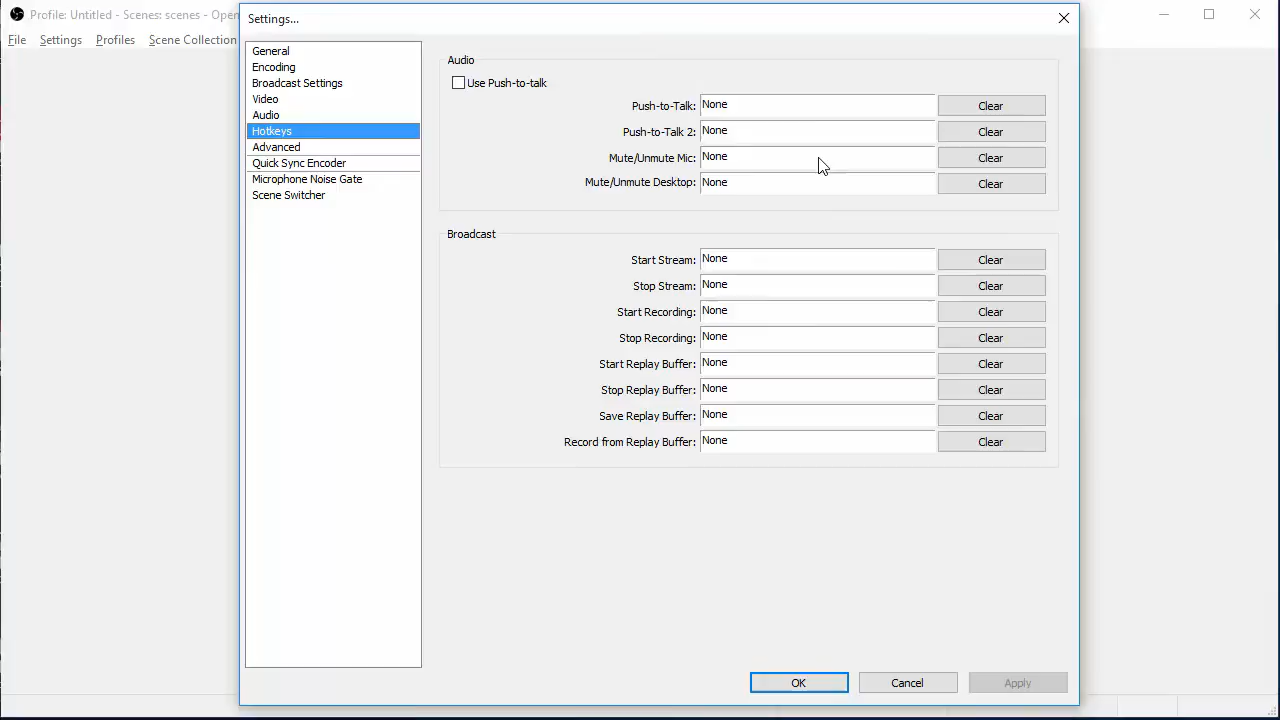 Profile: Untitled - Scenes: scenes - Open
Settings...
File Settings Profiles Scene Collection
General
Encoding
Broadcast Settings
Video
Audio
Hotkeys
Advanced
Quick Sync Encoder
Microphone Noise Gate
Scene Switcher
Audio
Use Push-to-talk
Push-to-Talk: None Clear
Push-to-Talk 2: None Clear
Mute/Unmute Mic: None Clear
Mute/Unmute Desktop: None Clear
Broadcast
Start Stream: None Clear
Stop Stream: None Clear
Start Recording: None Clear
Stop Recording: None Clear
Start Replay Buffer: None Clear
Stop Replay Buffer: None Clear
Save Replay Buffer: None Clear
Record from Replay Buffer: None Clear
OK Cancel Apply